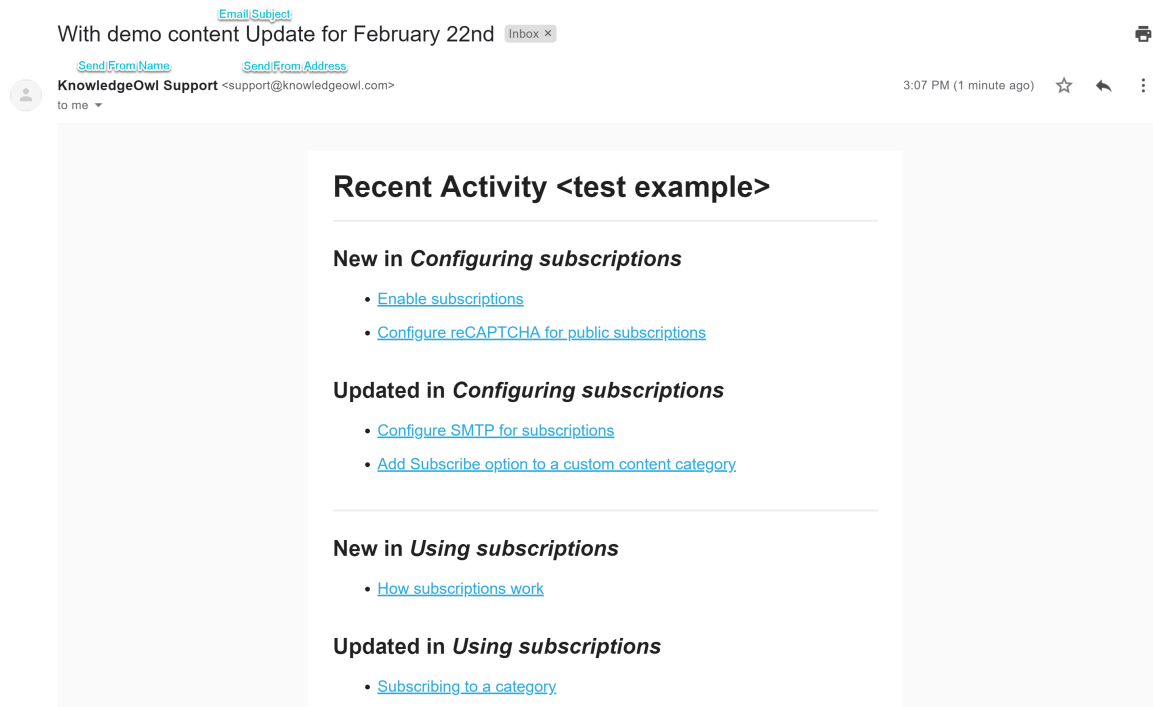 Email Subject
With demo content Update for February 22nd Inbox ×
Send From Name Send From Address
KnowledgeOwl Support <support@knowledgeowl.com> 3:07 PM (1 minute ago)
to me
Recent Activity <test example>
New in Configuring subscriptions
• Enable subscriptions
• Configure reCAPTCHA for public subscriptions
Updated in Configuring subscriptions
• Configure SMTP for subscriptions
• Add Subscribe option to a custom content category
New in Using subscriptions
• How subscriptions work
Updated in Using subscriptions
• Subscribing to a category